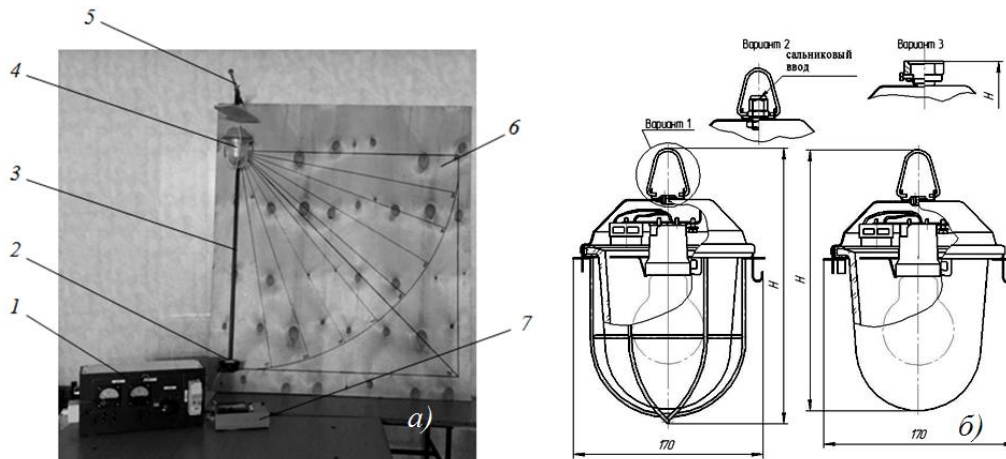 5
4
3
2
1
6
7
а)
Вариант 1
Вариант 2
сальниковый
ввод
Вариант 3
H
H
H
170
170
б)